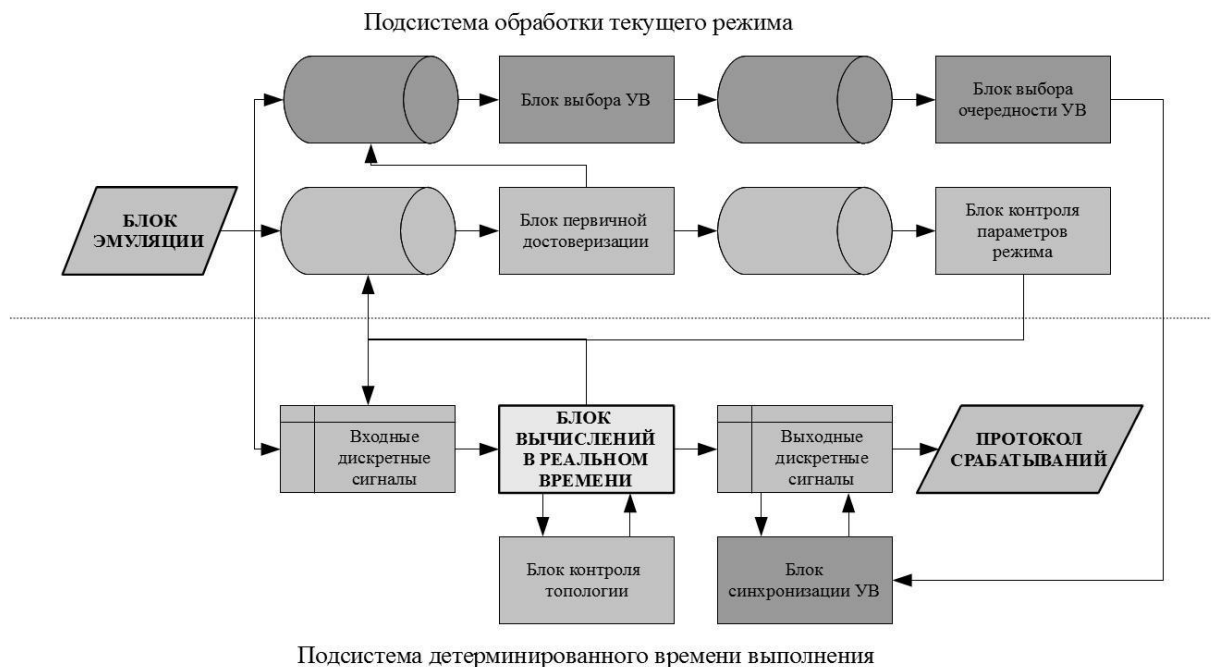 Подсистема обработки текущего режима
Блок выбора УВ
Блок выбора
очередности УВ
БЛОК
ЭМУЛЯЦИИ
Блок первичной
достоверизации
Блок контроля
параметров
режима
Входные
дискретные
сигналы
БЛОК
ВЫЧИСЛЕНИЙ
В РЕАЛЬНОМ
ВРЕМЕНИ
Выходные
дискретные
сигналы
ПРОТОКОЛ
СРАБАТЫВАНИЙ
Блок контроля
топологии
Блок
синхронизации УВ
Подсистема детерминированного времени выполнения